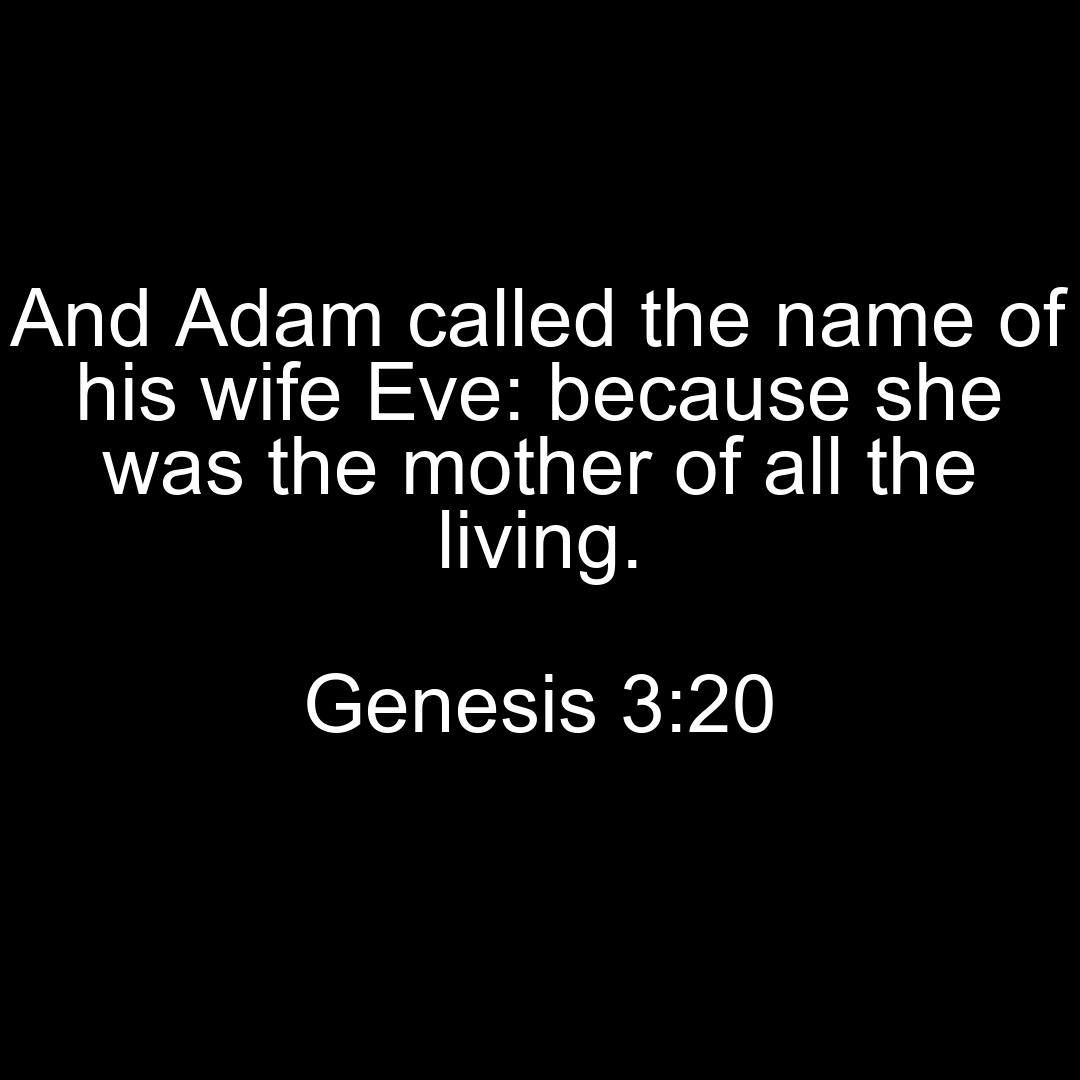 And Adam called the name of
his wife Eve: because she
was the mother of all the
living.
Genesis 3:20